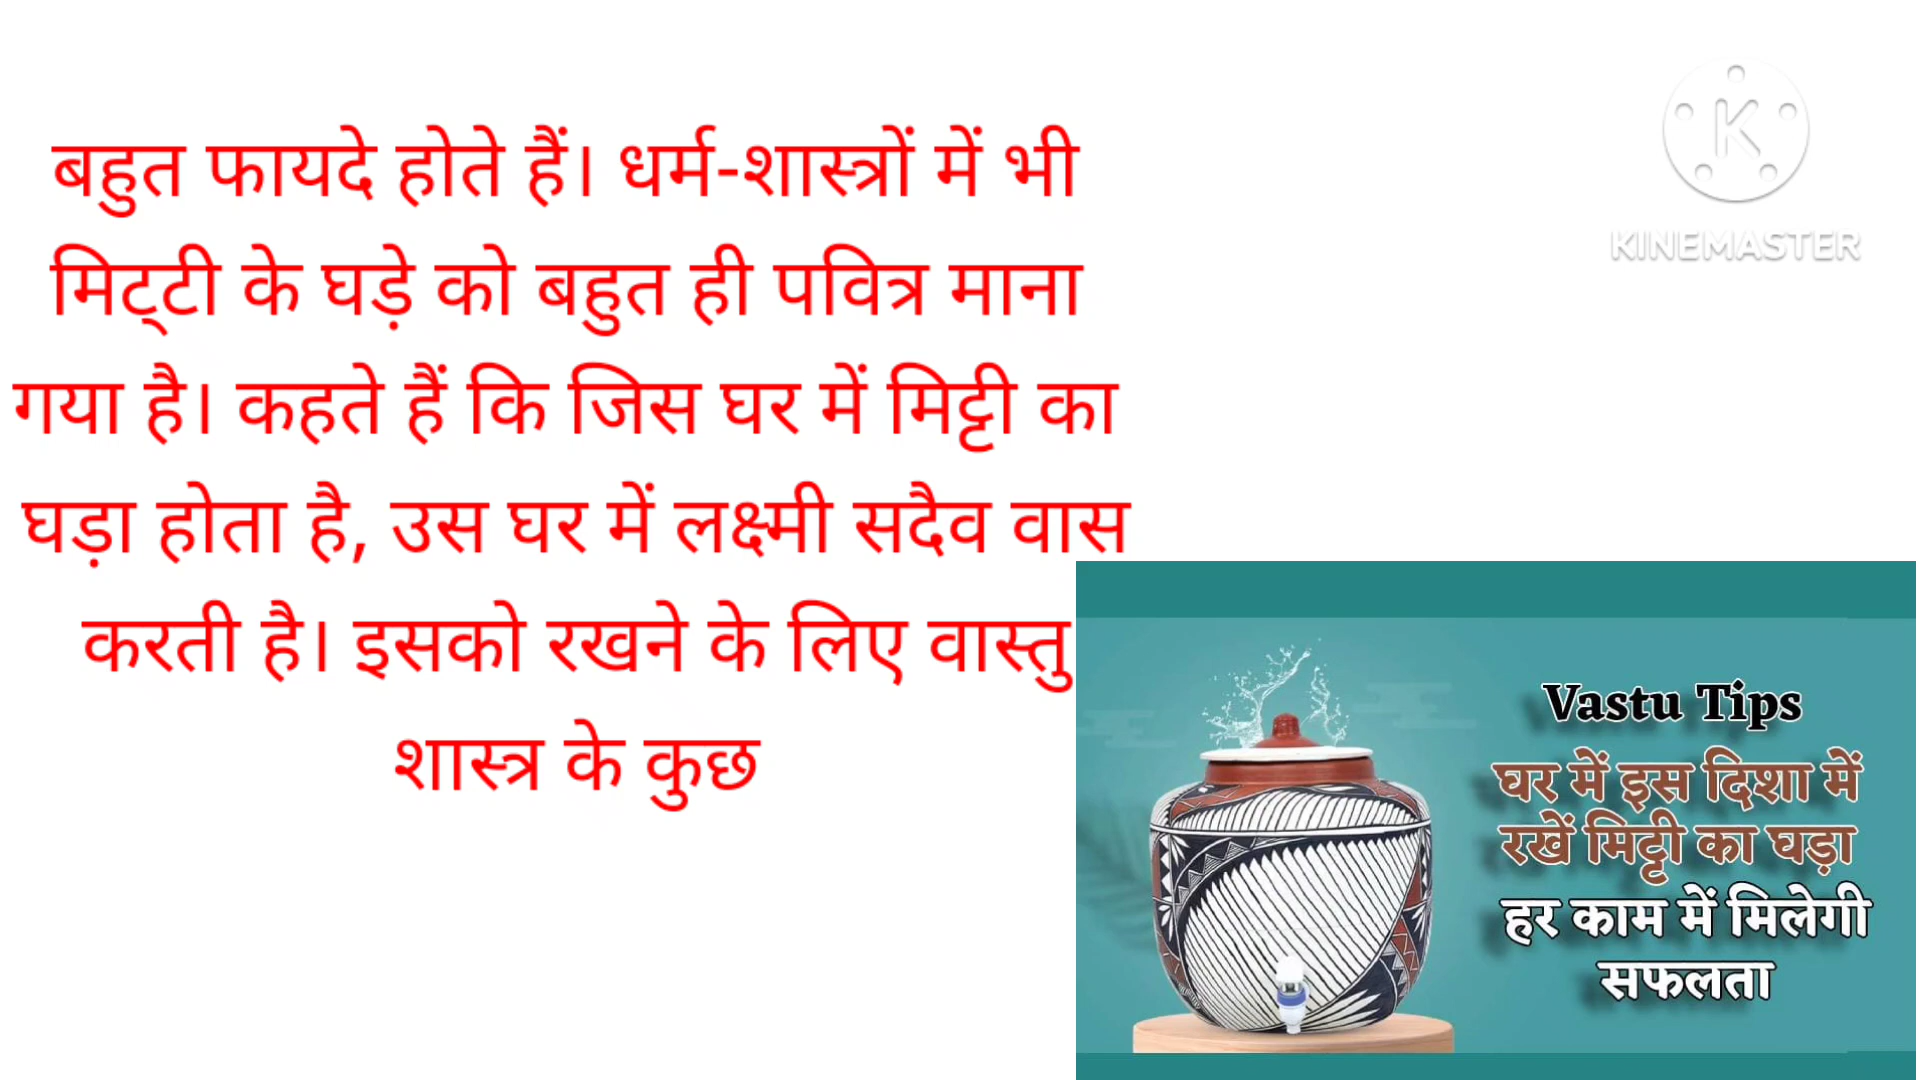 बहुत फायदे होते हैं। धर्म-शास्त्रों में भी
मिट्‌टी के घड़े को बहुत ही पवित्र माना
गया है। कहते हैं कि जिस घर में मिट्टी का
घड़ा होता है, उस घर में लक्ष्मी सदैव वास
करती है। इसको रखने के लिए वास्तु
शास्त्र के कुछ
K
KINEMASTER
Vastu Tips
घर में इस दिशा में
रखें मिट्टी का घड़ा
हर काम में मिलेगी
सफलता